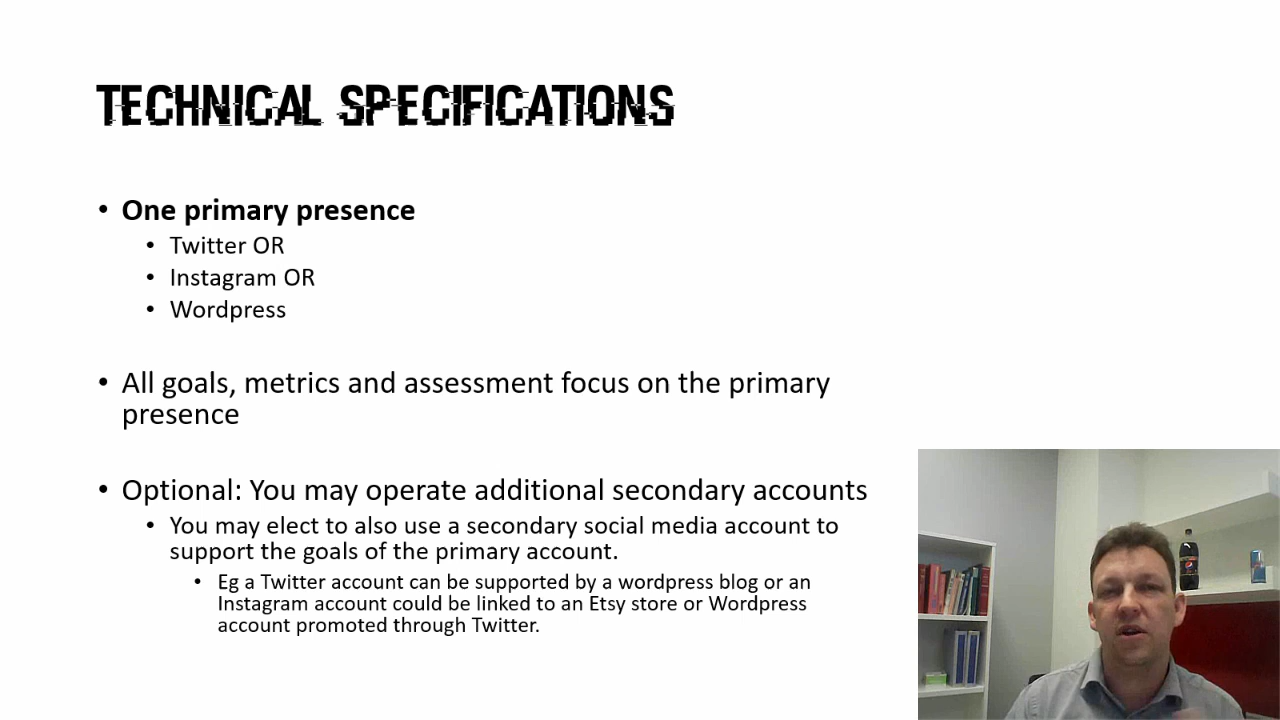 TECHNICAL SPECIFICATIONS
• One primary presence
• Twitter OR
• Instagram OR
• Wordpress
• All goals, metrics and assessment focus on the primary
presence
• Optional: You may operate additional secondary accounts
• You may elect to also use a secondary social media account to
support the goals of the primary account.
• Eg a Twitter account can be supported by a wordpress blog or an
Instagram account could be linked to an Etsy store or Wordpress
account promoted through Twitter.